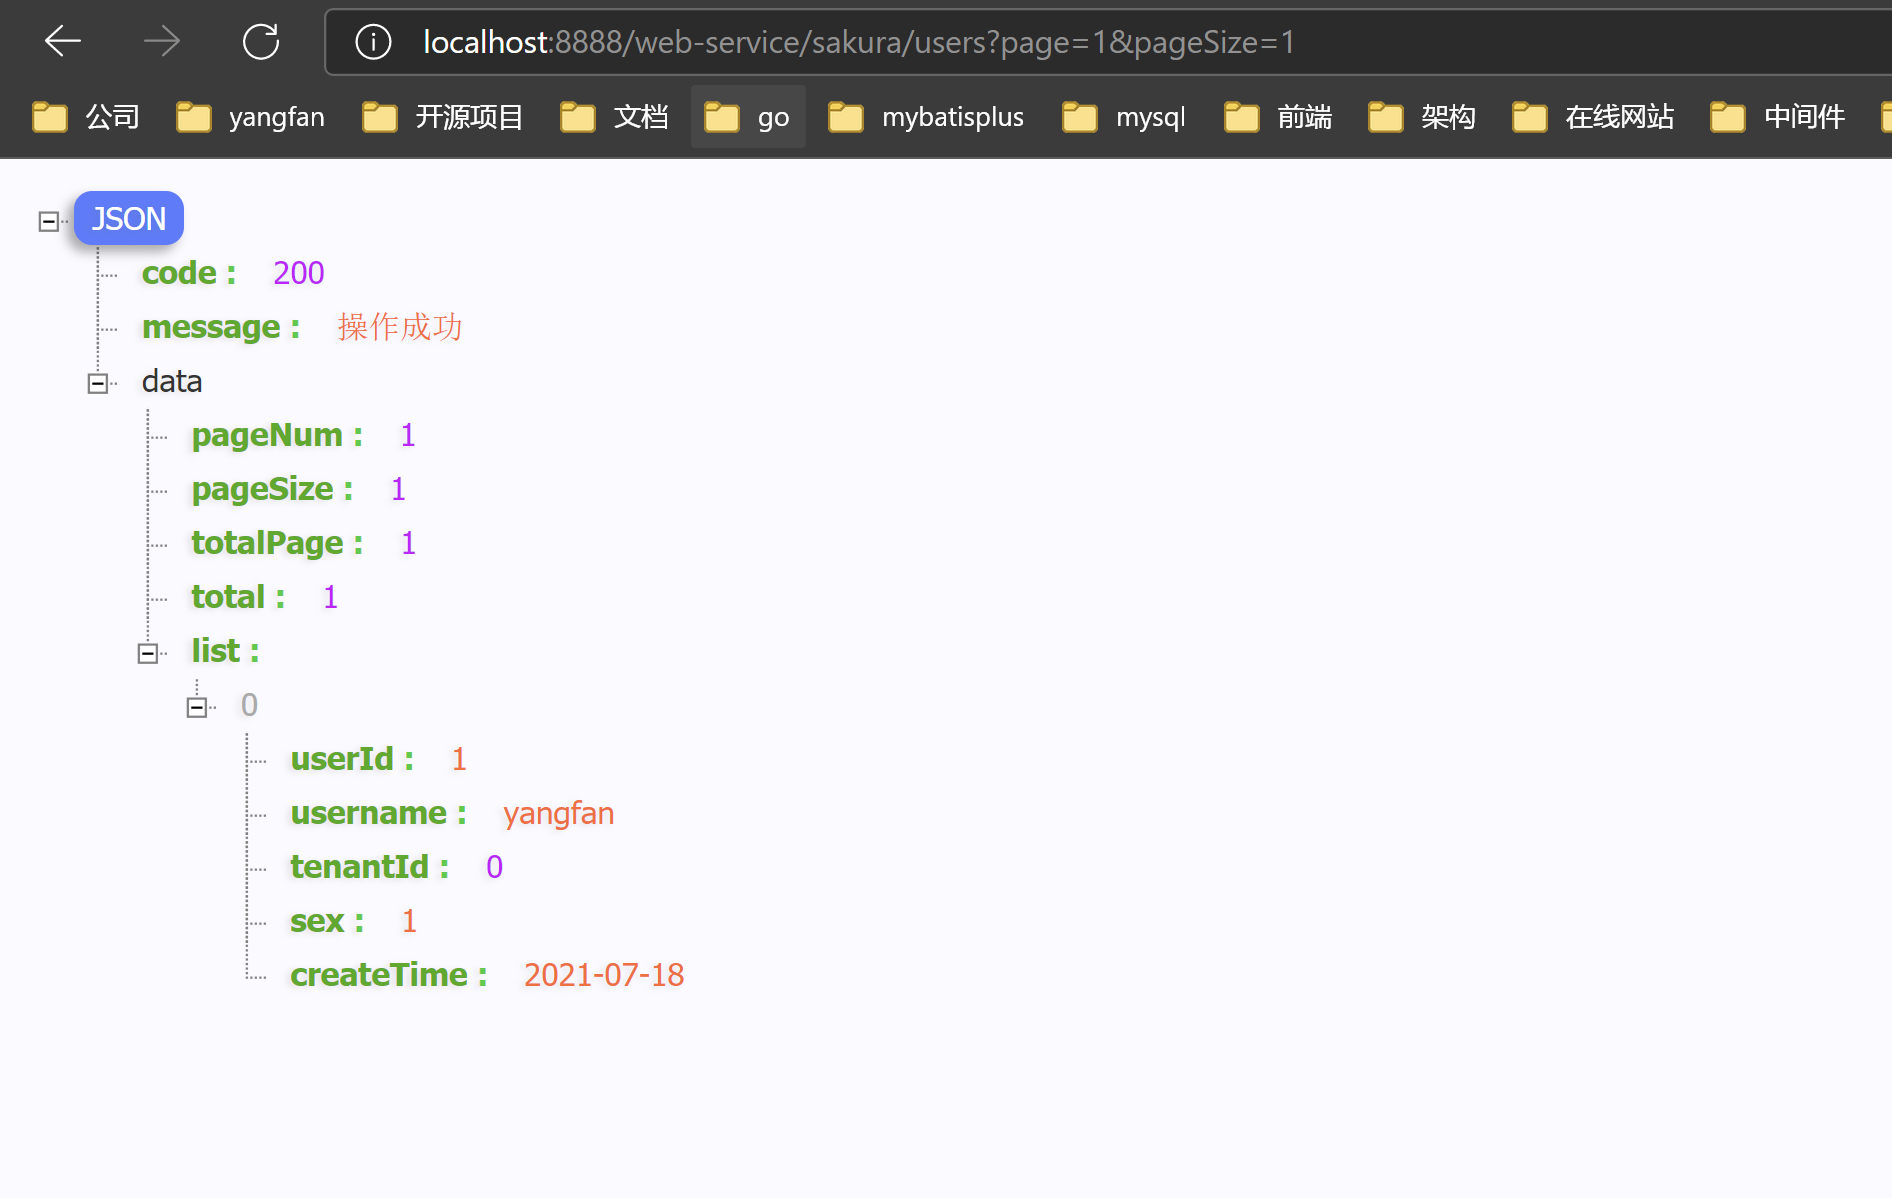 localhost:8888/web-service/sakura/users?page=1&pageSize=1
公司 yangfan 开源项目 文档 go mybatisplus mysql 前端 架构 在线网站 中间件
JSON
code : 200
message : 操作成功
data
pageNum : 1
pageSize : 1
totalPage : 1
total : 1
list :
0
userId : 1
username : yangfan
tenantId : 0
sex : 1
createTime : 2021-07-18